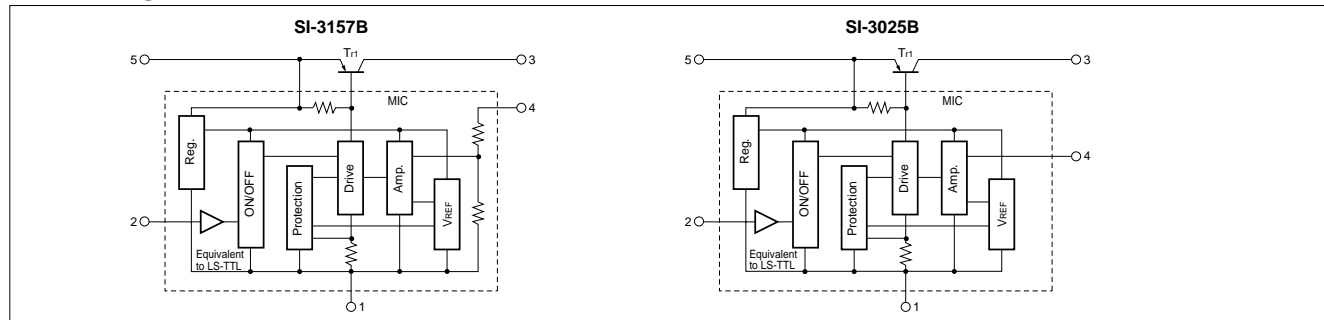 SI-3157B
5
Tr1
3
MIC
4
Reg.
ON/OFF
Protection
Drive
Amp.
VREF
2
Equivalent
to LS-TTL
1
SI-3025B
5
Tr1
3
MIC
Reg.
ON/OFF
Protection
Drive
Amp.
VREF
4
2
Equivalent
to LS-TTL
1